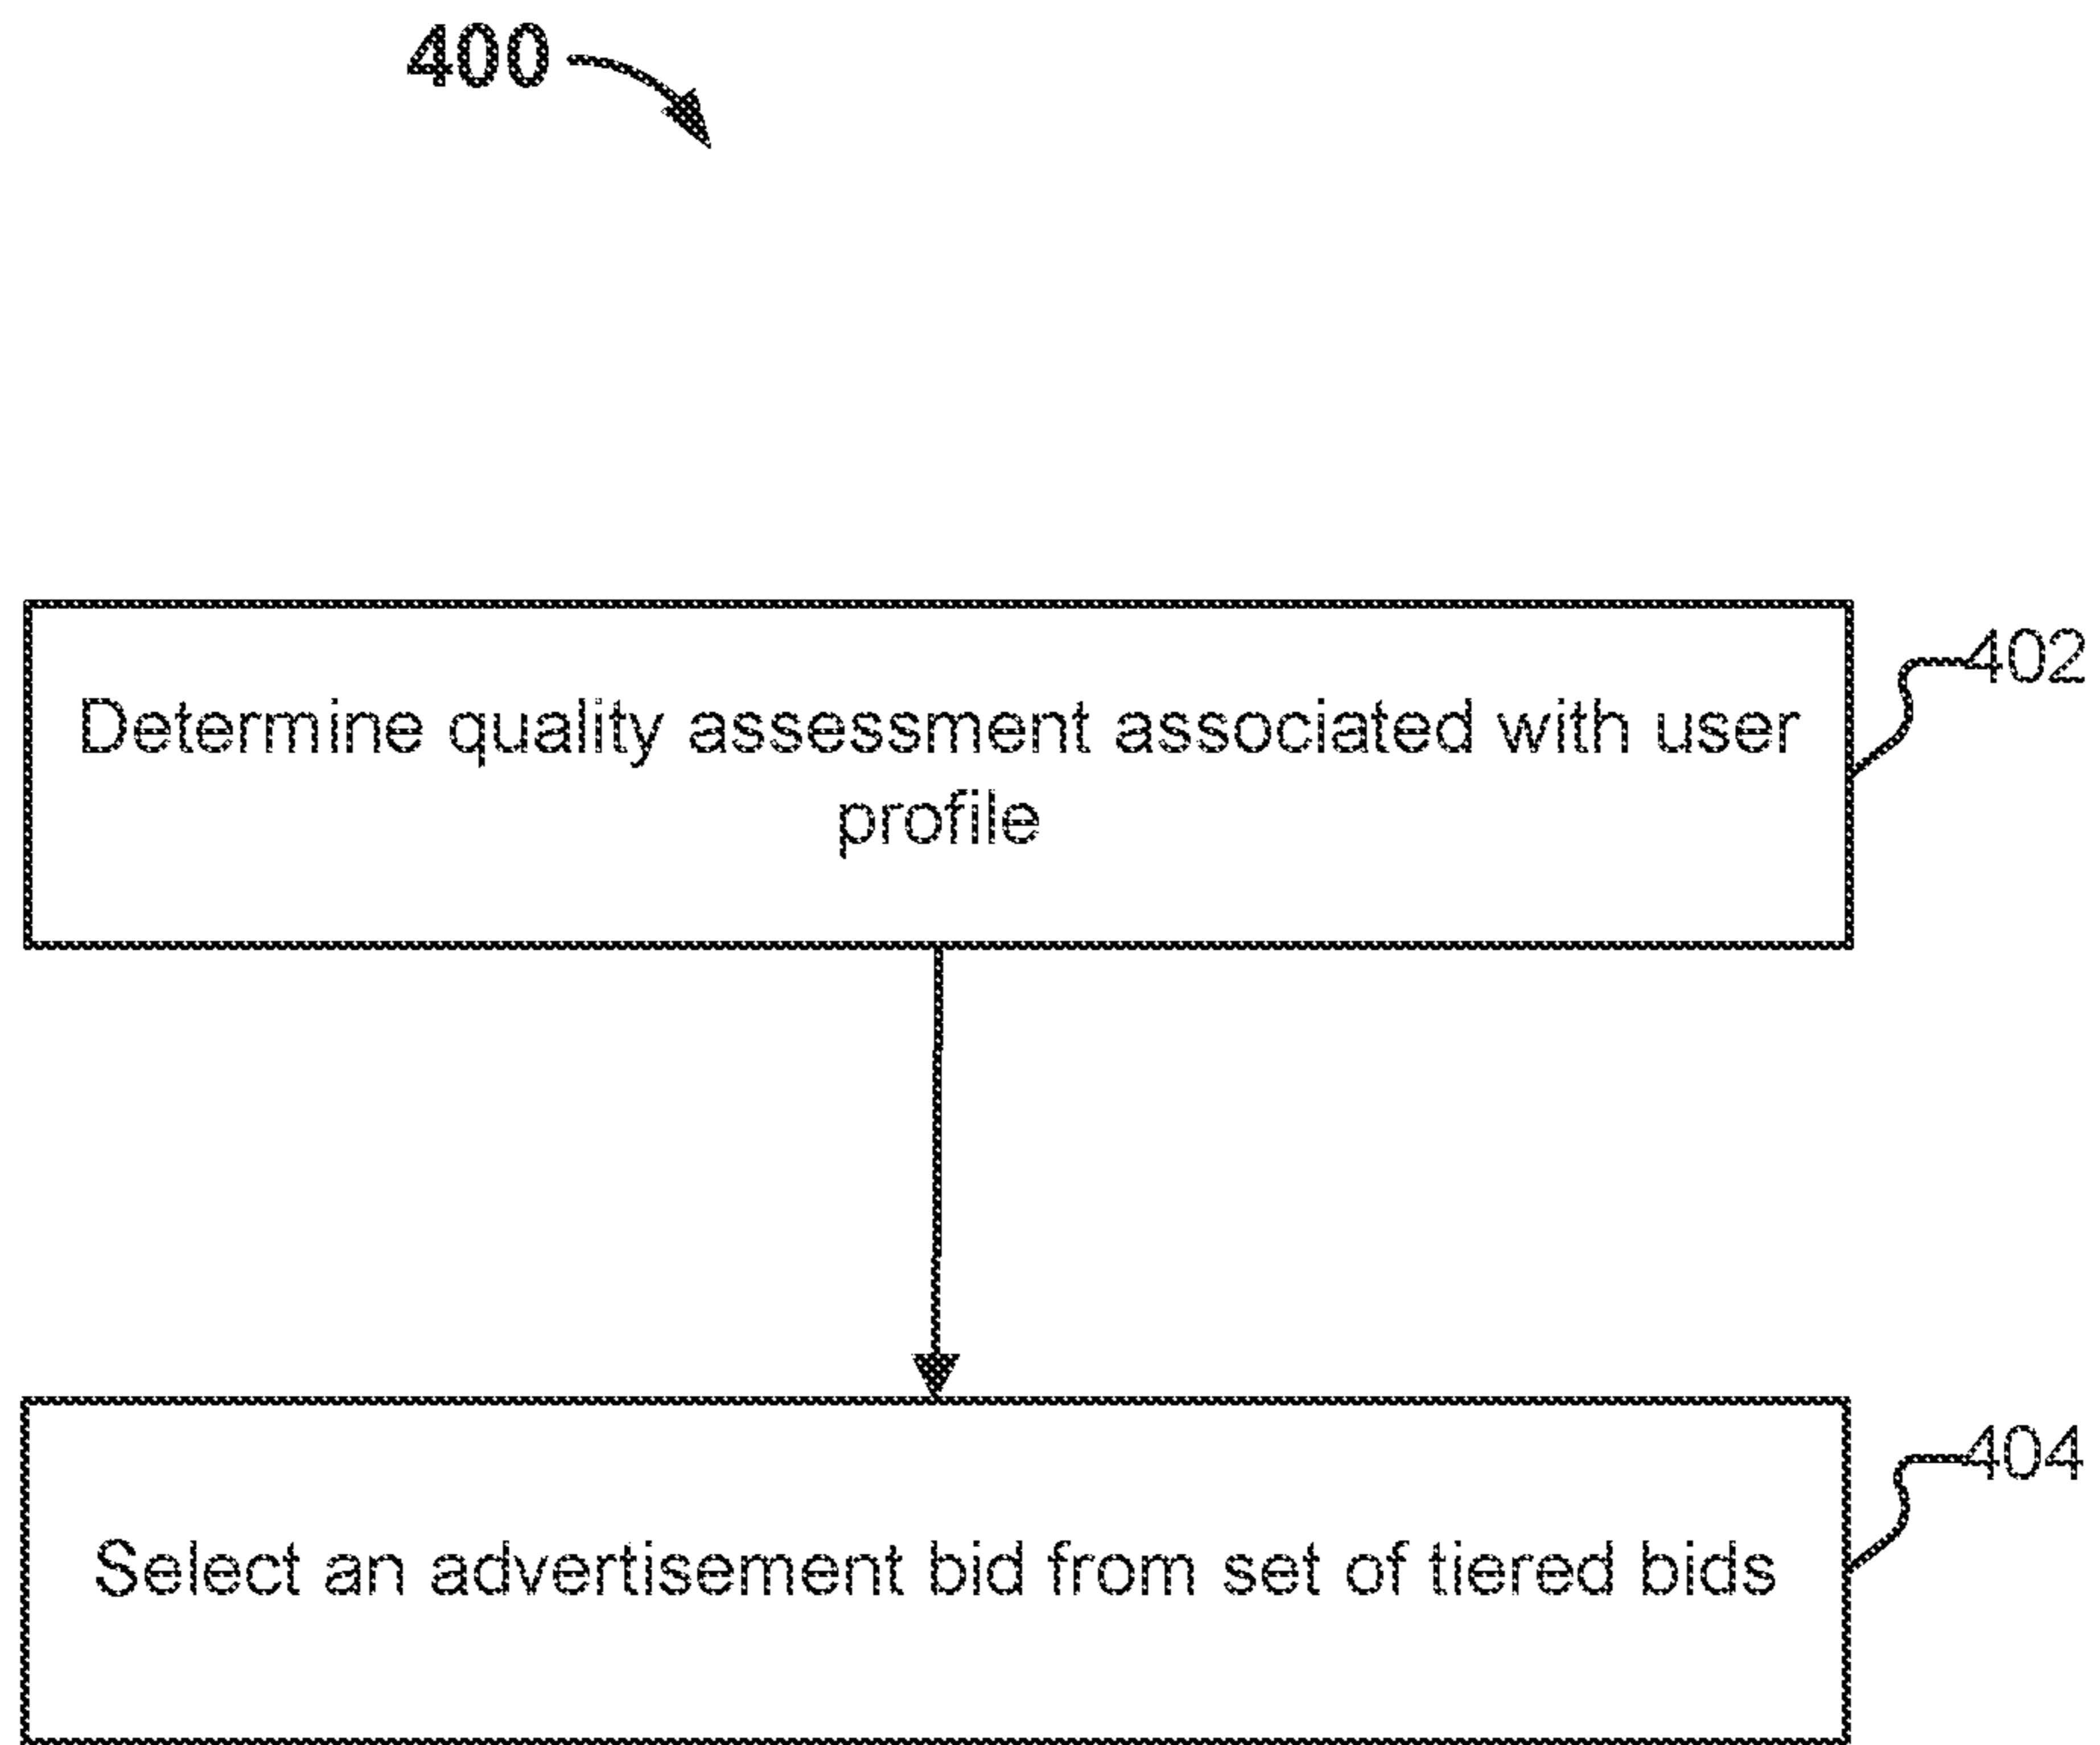 400
Determine quality assessment associated with user
profile
402
Select an advertisement bid from set of tiered bids
404